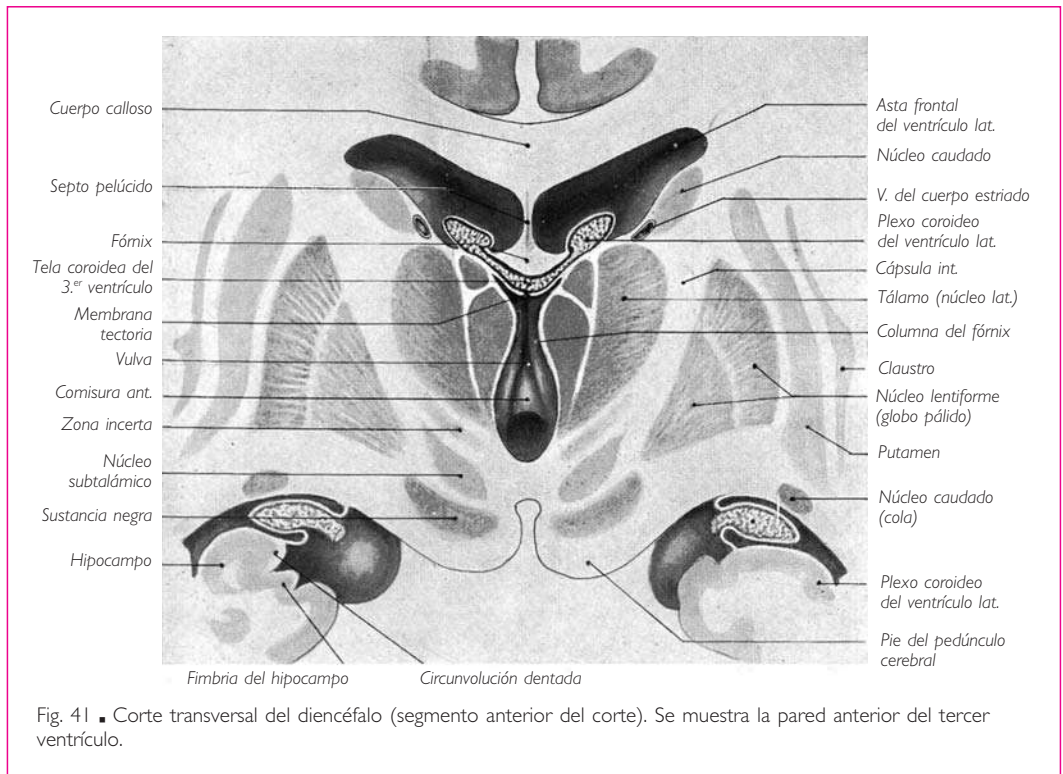 Cuerpo calloso
Septo pelúcido
Fórnix
Tela coroidea del
3.er ventrículo
Membrana
tectoria
Vulva
Comisura ant.
Zona incerta
Núcleo
subtalámico
Sustancia negra
Hipocampo
Fimbria del hipocampo
Circunvolución dentada
Asta frontal
del ventrículo lat.
Núcleo caudado
V. del cuerpo estriado
Plexo coroideo
del ventrículo lat.
Cápsula int.
Tálamo (núcleo lat.)
Columna del fórnix
Claustro
Núcleo lentiforme
(globo pálido)
Putamen
Núcleo caudado
(cola)
Plexo coroideo
del ventrículo lat.
Pie del pedúnculo
cerebral
Fig. 41 ■ Corte transversal del diencéfalo (segmento anterior del corte). Se muestra la pared anterior del tercer
ventrículo.